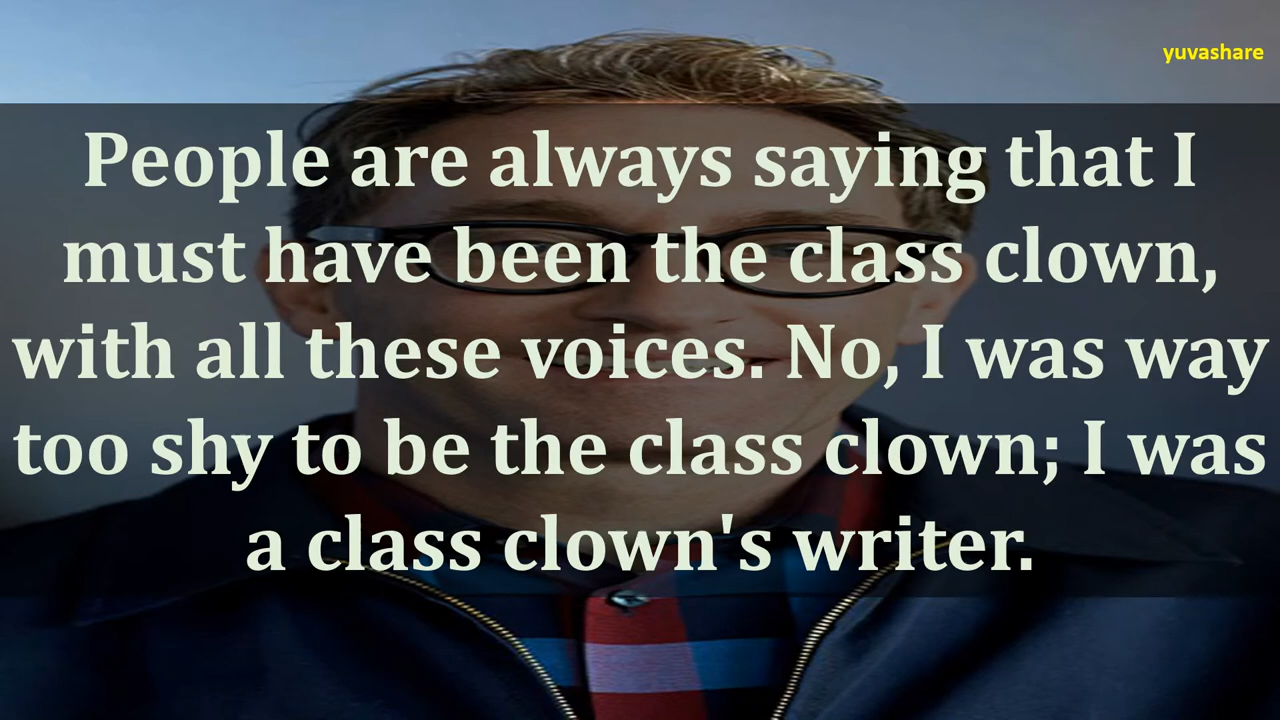 yuvashare
People are always saying that I
must have been the class clown,
with all these voices. No, I was way
too shy to be the class clown; I was
a class clown's writer.